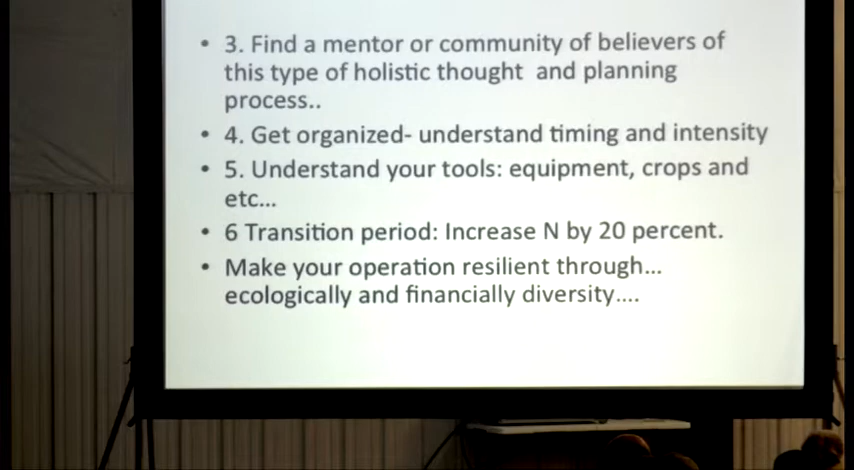 • 3. Find a mentor or community of believers of
this type of holistic thought and planning
process..
• 4. Get organized- understand timing and intensity
• 5. Understand your tools: equipment, crops and
etc...
• 6 Transition period: Increase N by 20 percent.
• Make your operation resilient through...
ecologically and financially diversity....